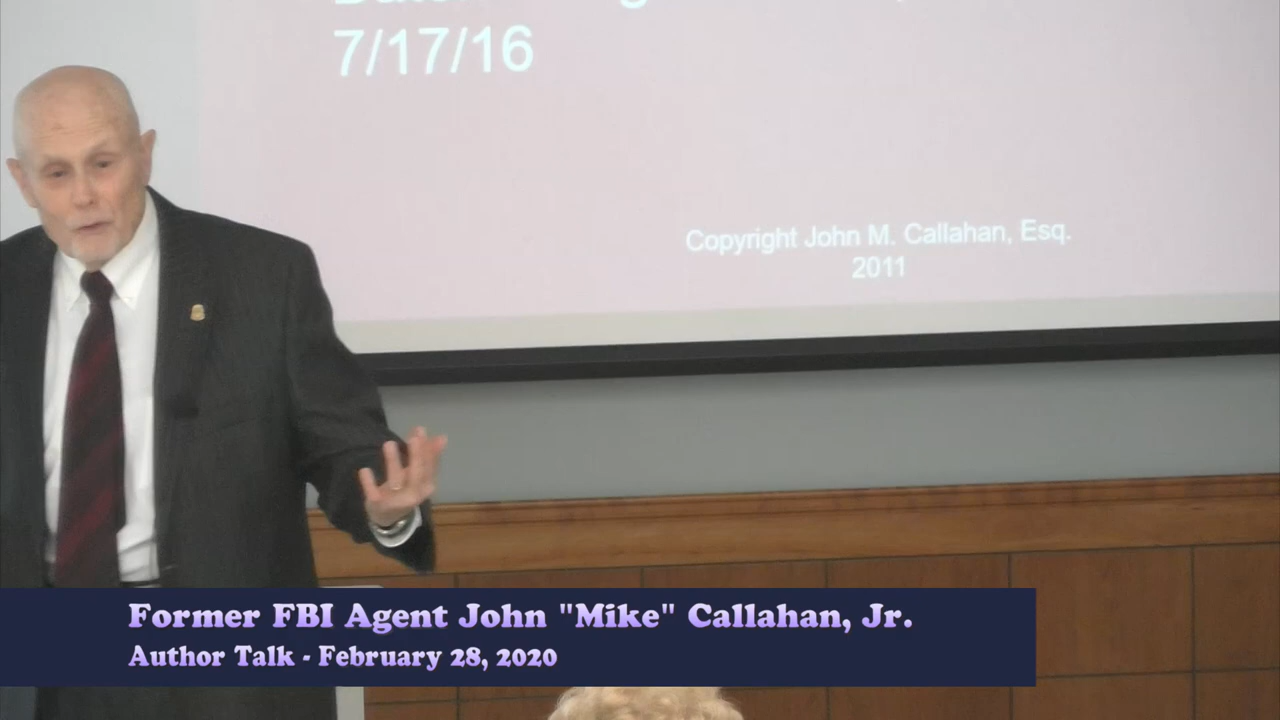 7/17/16
Copyright John M. Callahan, Esq.
2011
Former FBI Agent John "Mike" Callahan, Jr.
Author Talk - February 28, 2020